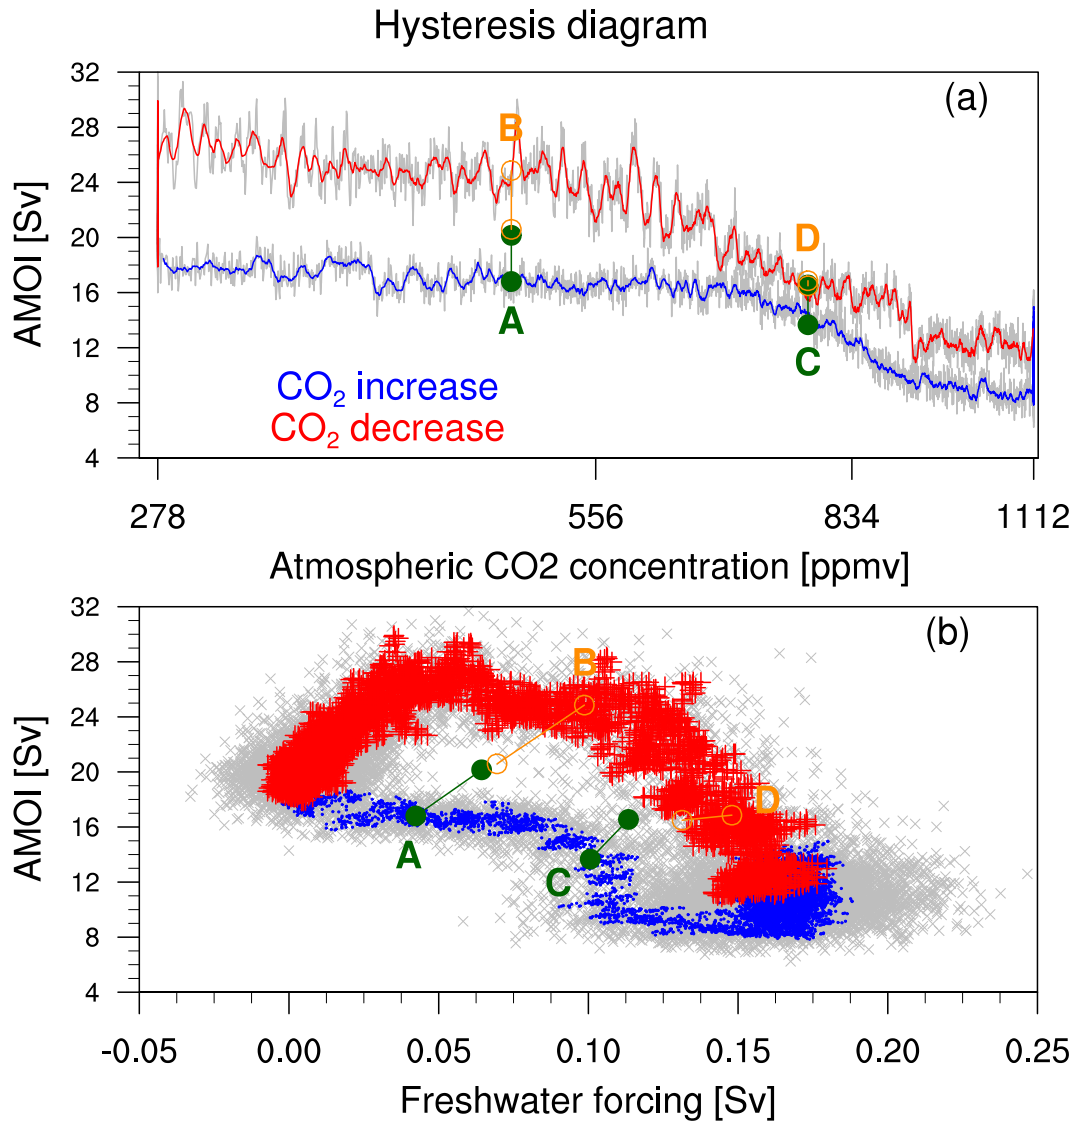 Hysteresis diagram
(a)
32
28
24
20
16
12
8
4
AMOI [Sv]
B
A
D
C
CO₂ increase
CO₂ decrease
278
556
834
1112
Atmospheric CO2 concentration [ppmv]
(b)
32
28
24
20
16
12
8
4
AMOI [Sv]
B
A
D
C
-0.05
0.00
0.05
0.10
0.15
0.20
0.25
Freshwater forcing [Sv]